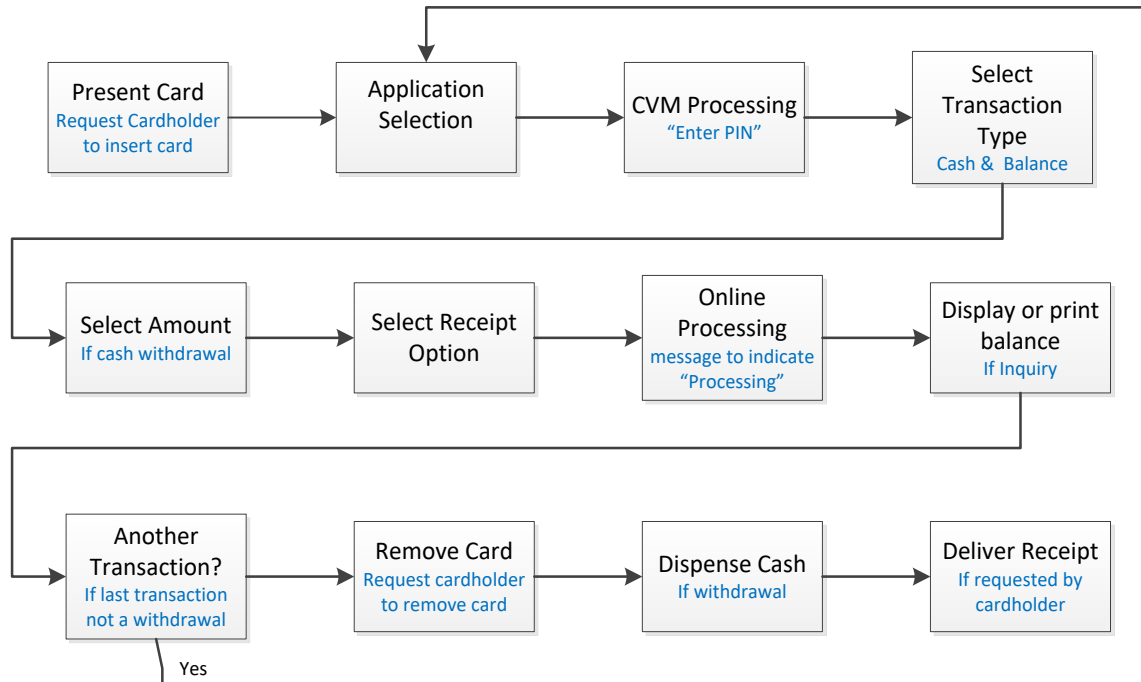 Present Card
Request Cardholder
to insert card
Application
Selection
CVM Processing
“Enter PIN”
Select
Transaction
Type
Cash & Balance
Select Amount
If cash withdrawal
Select Receipt
Option
Online
Processing
message to indicate
“Processing”
Display or print
balance
If Inquiry
Another
Transaction?
If last transaction
not a withdrawal
Remove Card
Request cardholder
to remove card
Dispense Cash
If withdrawal
Deliver Receipt
If requested by
cardholder
Yes